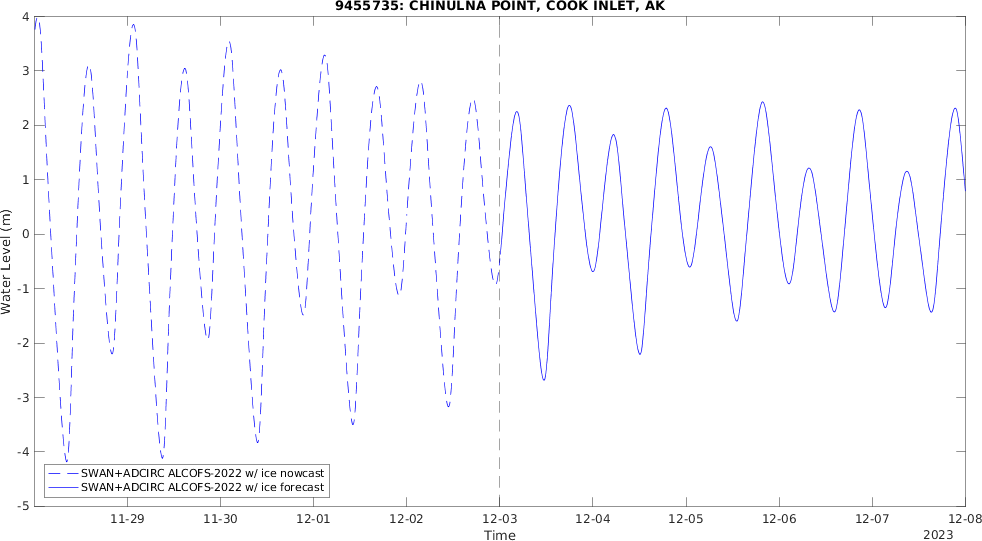 9455735: CHINULNA POINT, COOK INLET, AK
4
3
2
1
0
-1
-2
-3
-4
-5
Water Level (m)
SWAN+ADCIRC ALCOFS-2022 w/ ice nowcast
SWAN+ADCIRC ALCOFS-2022 w/ ice forecast
11-29 11-30 12-01 12-02 12-03 12-04 12-05 12-06 12-07 12-08
Time
2023